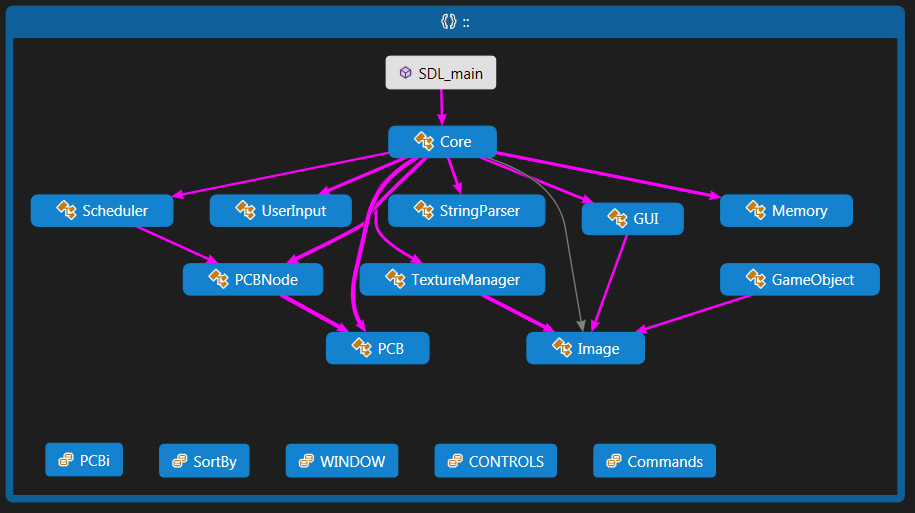 {} ::
SDL_main
Core
Scheduler
UserInput
StringParser
GUI
Memory
PCBNode
TextureManager
GameObject
PCB
Image
PCBi
SortBy
WINDOW
CONTROLS
Commands